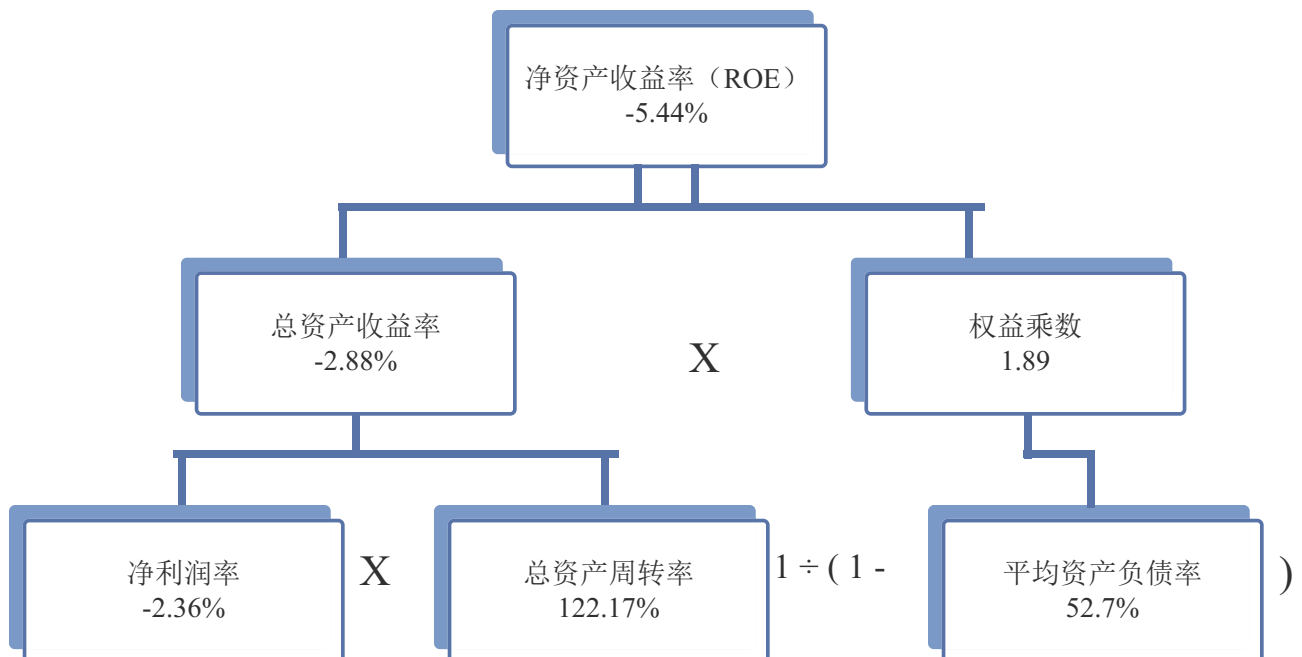 净资产收益率（ROE）
-5.44%
总资产收益率
-2.88%
X
权益乘数
1.89
净利润率
-2.36%
X
总资产周转率
122.17%
1 ÷ ( 1 -
平均资产负债率
52.7%
)